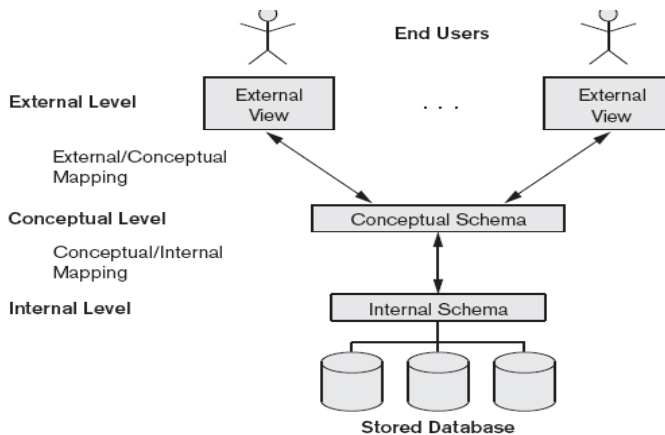 End Users
External Level
External
View
. . .
External
View
External/Conceptual
Mapping
Conceptual Level
Conceptual Schema
Conceptual/Internal
Mapping
Internal Level
Internal Schema
Stored Database